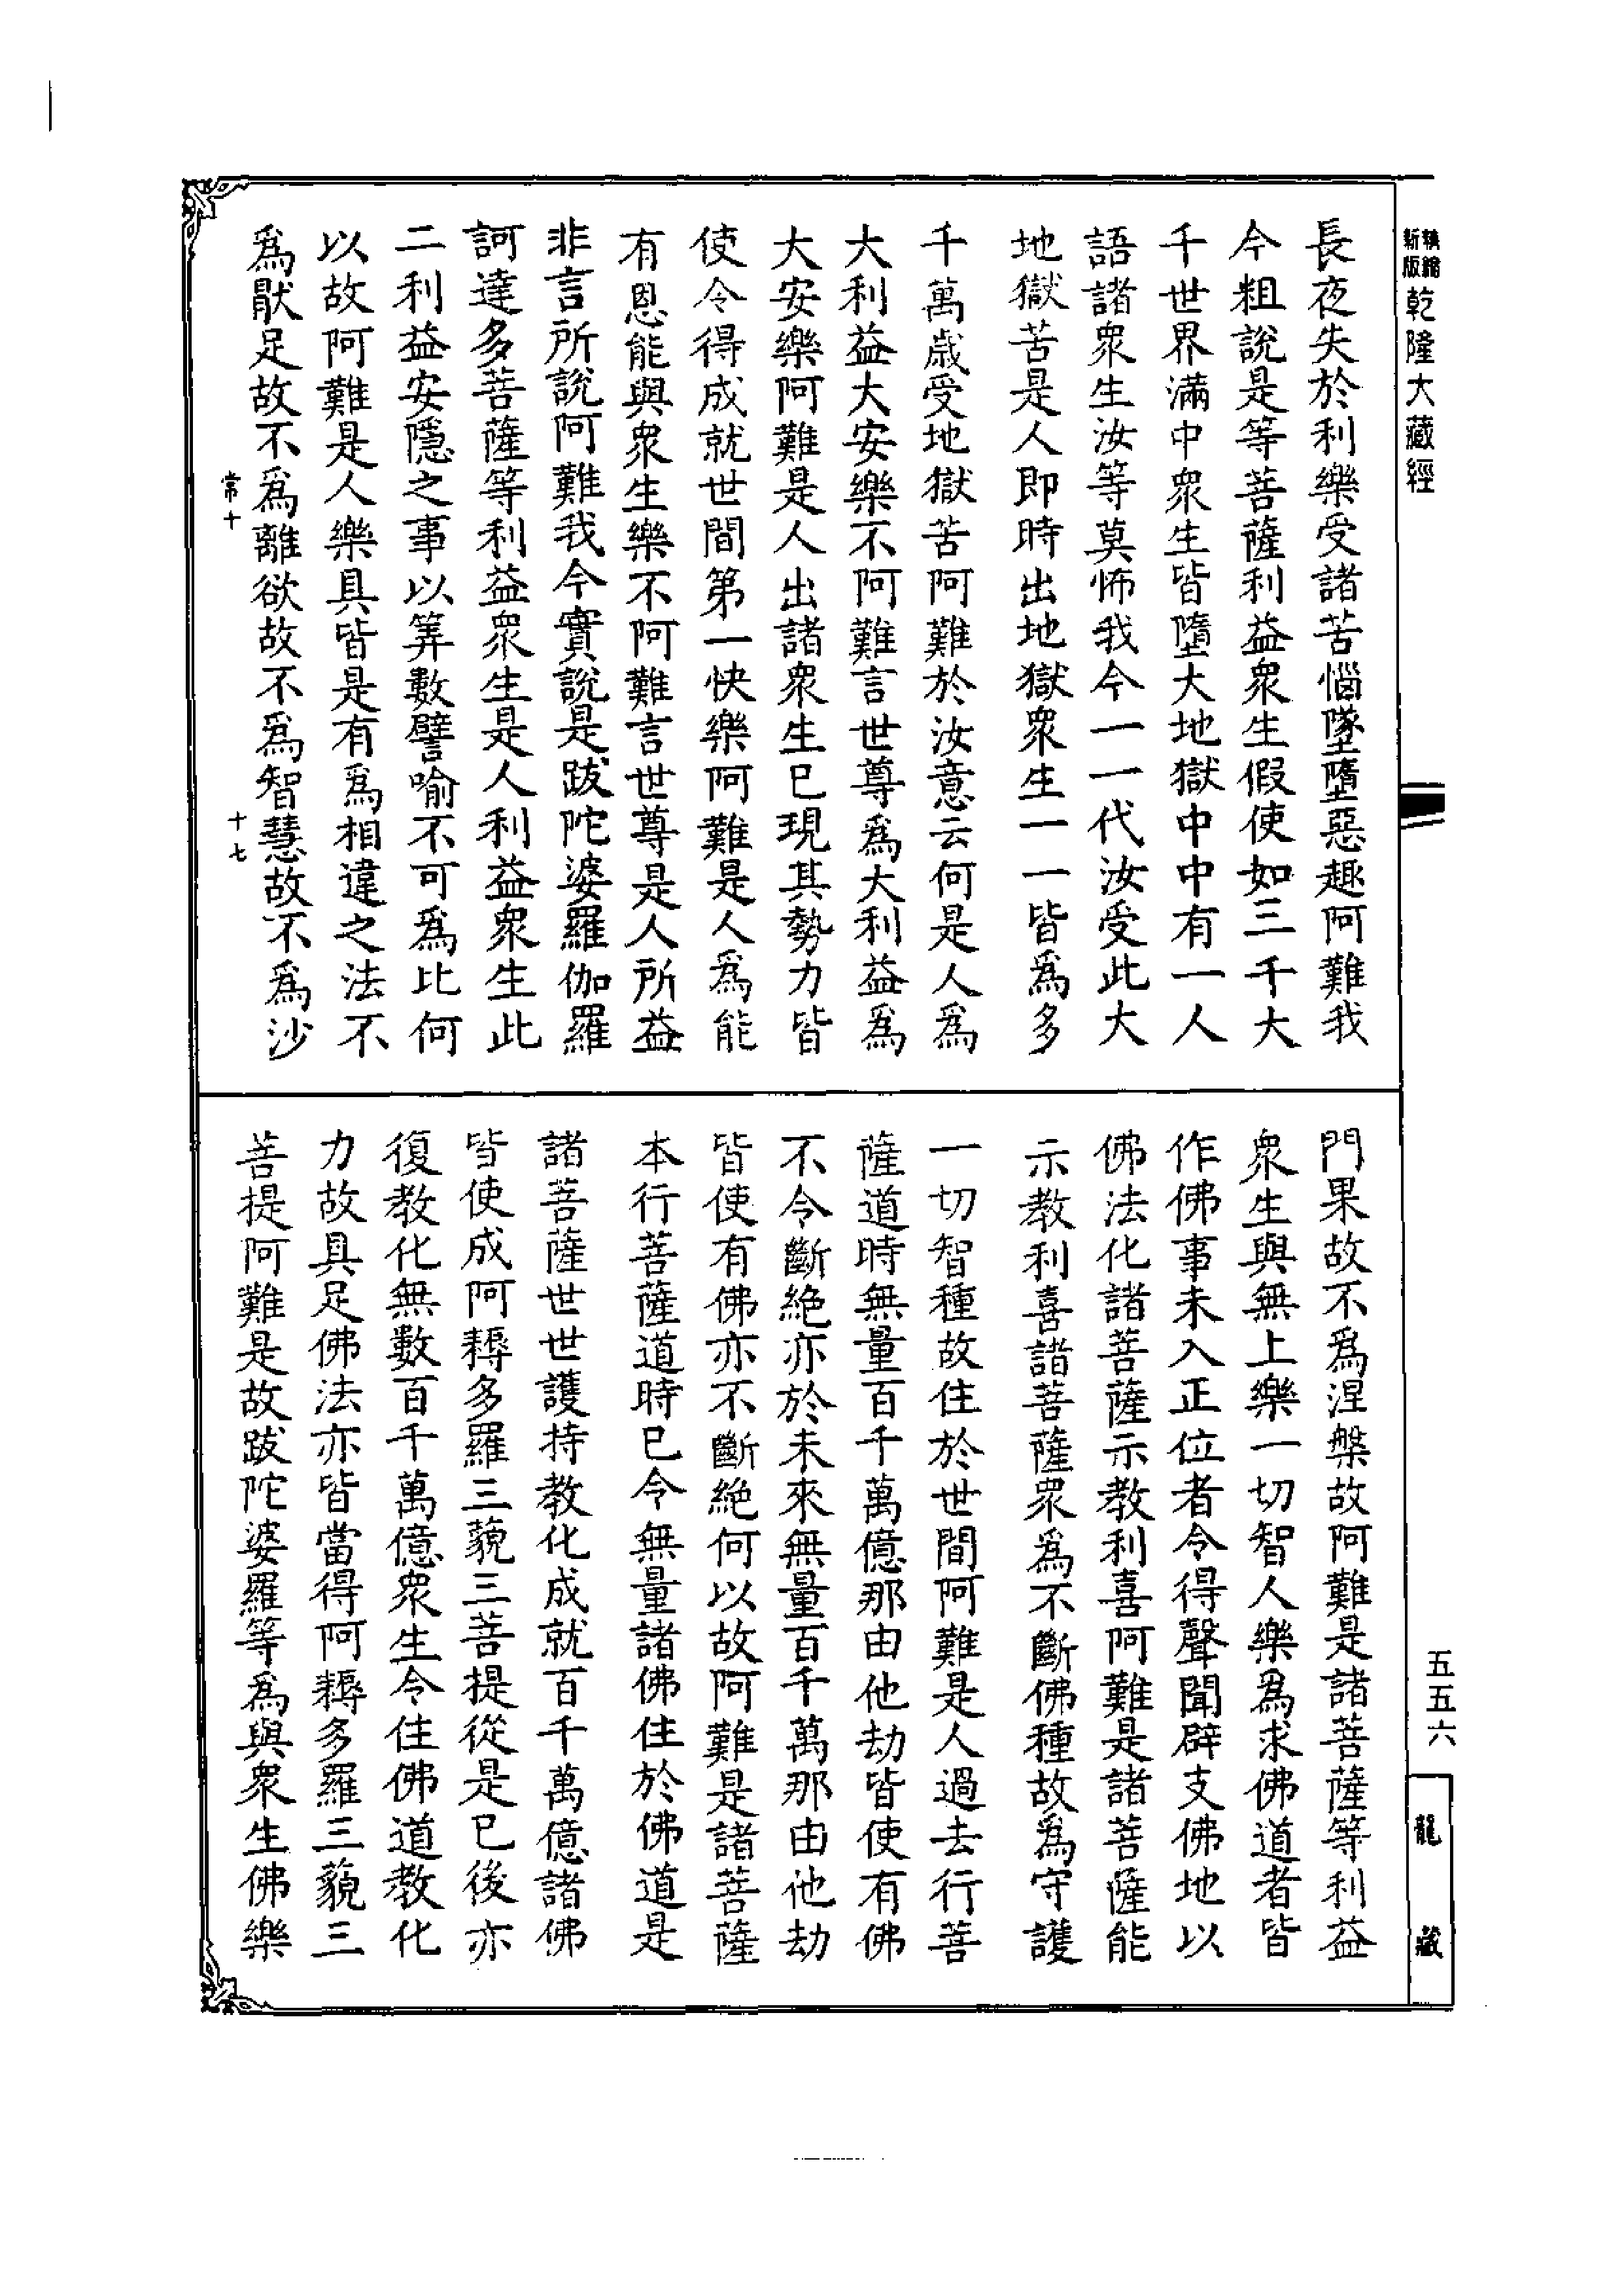 新版精縮乾隆大藏經
長夜失於利樂受諸苦惱墜墮惡趣阿難我
今粗說是等菩薩利益衆生假使如三千大
千世界滿中衆生皆墮大地獄中中有一人
語諸衆生汝等莫怖我今一一代汝受此大
地獄苦是人即時出地獄衆生一一皆爲多
千萬歲受地獄苦阿難於汝意云何是人爲
大利益大安樂不阿難言世尊爲大利益爲
大安樂阿難是人出諸衆生已現其勢力皆
使令得成就世間第一快樂阿難是人爲能
有恩能與衆生樂不阿難言世尊是人所益
非言所說阿難我今實說是跋陀婆羅伽羅
訶達多菩薩等利益衆生是人利益衆生此
二利益安隱之事以筭數譬喻不可爲比何
以故阿難是人樂具皆是有爲相違之法不
爲猒足故不爲離欲故不爲智慧故不爲沙
常十
十七
門果故不爲涅槃故阿難是諸菩薩等利益
衆生與無上樂一切智人樂爲求佛道者皆
作佛事未入正位者令得聲聞辟支佛地以
佛法化諸菩薩示教利喜阿難是諸菩薩能
示教利喜諸菩薩衆爲不斷佛種故爲守護
一切智種故住於世間阿難是人過去行菩
薩道時無量百千萬億那由他劫皆使有佛
不令斷絶亦於未來無量百千萬那由他劫
皆使有佛亦不斷絶何以故阿難是諸菩薩
本行菩薩道時已令無量諸佛住於佛道是
諸菩薩世世護持教化成就百千萬億諸佛
皆使成阿耨多羅三藐三菩提從是已後亦
復教化無數百千萬億衆生令住佛道教化
力故具足佛法亦皆當得阿耨多羅三藐三
菩提阿難是故跋陀婆羅等爲與衆生佛樂
五五六
龍藏